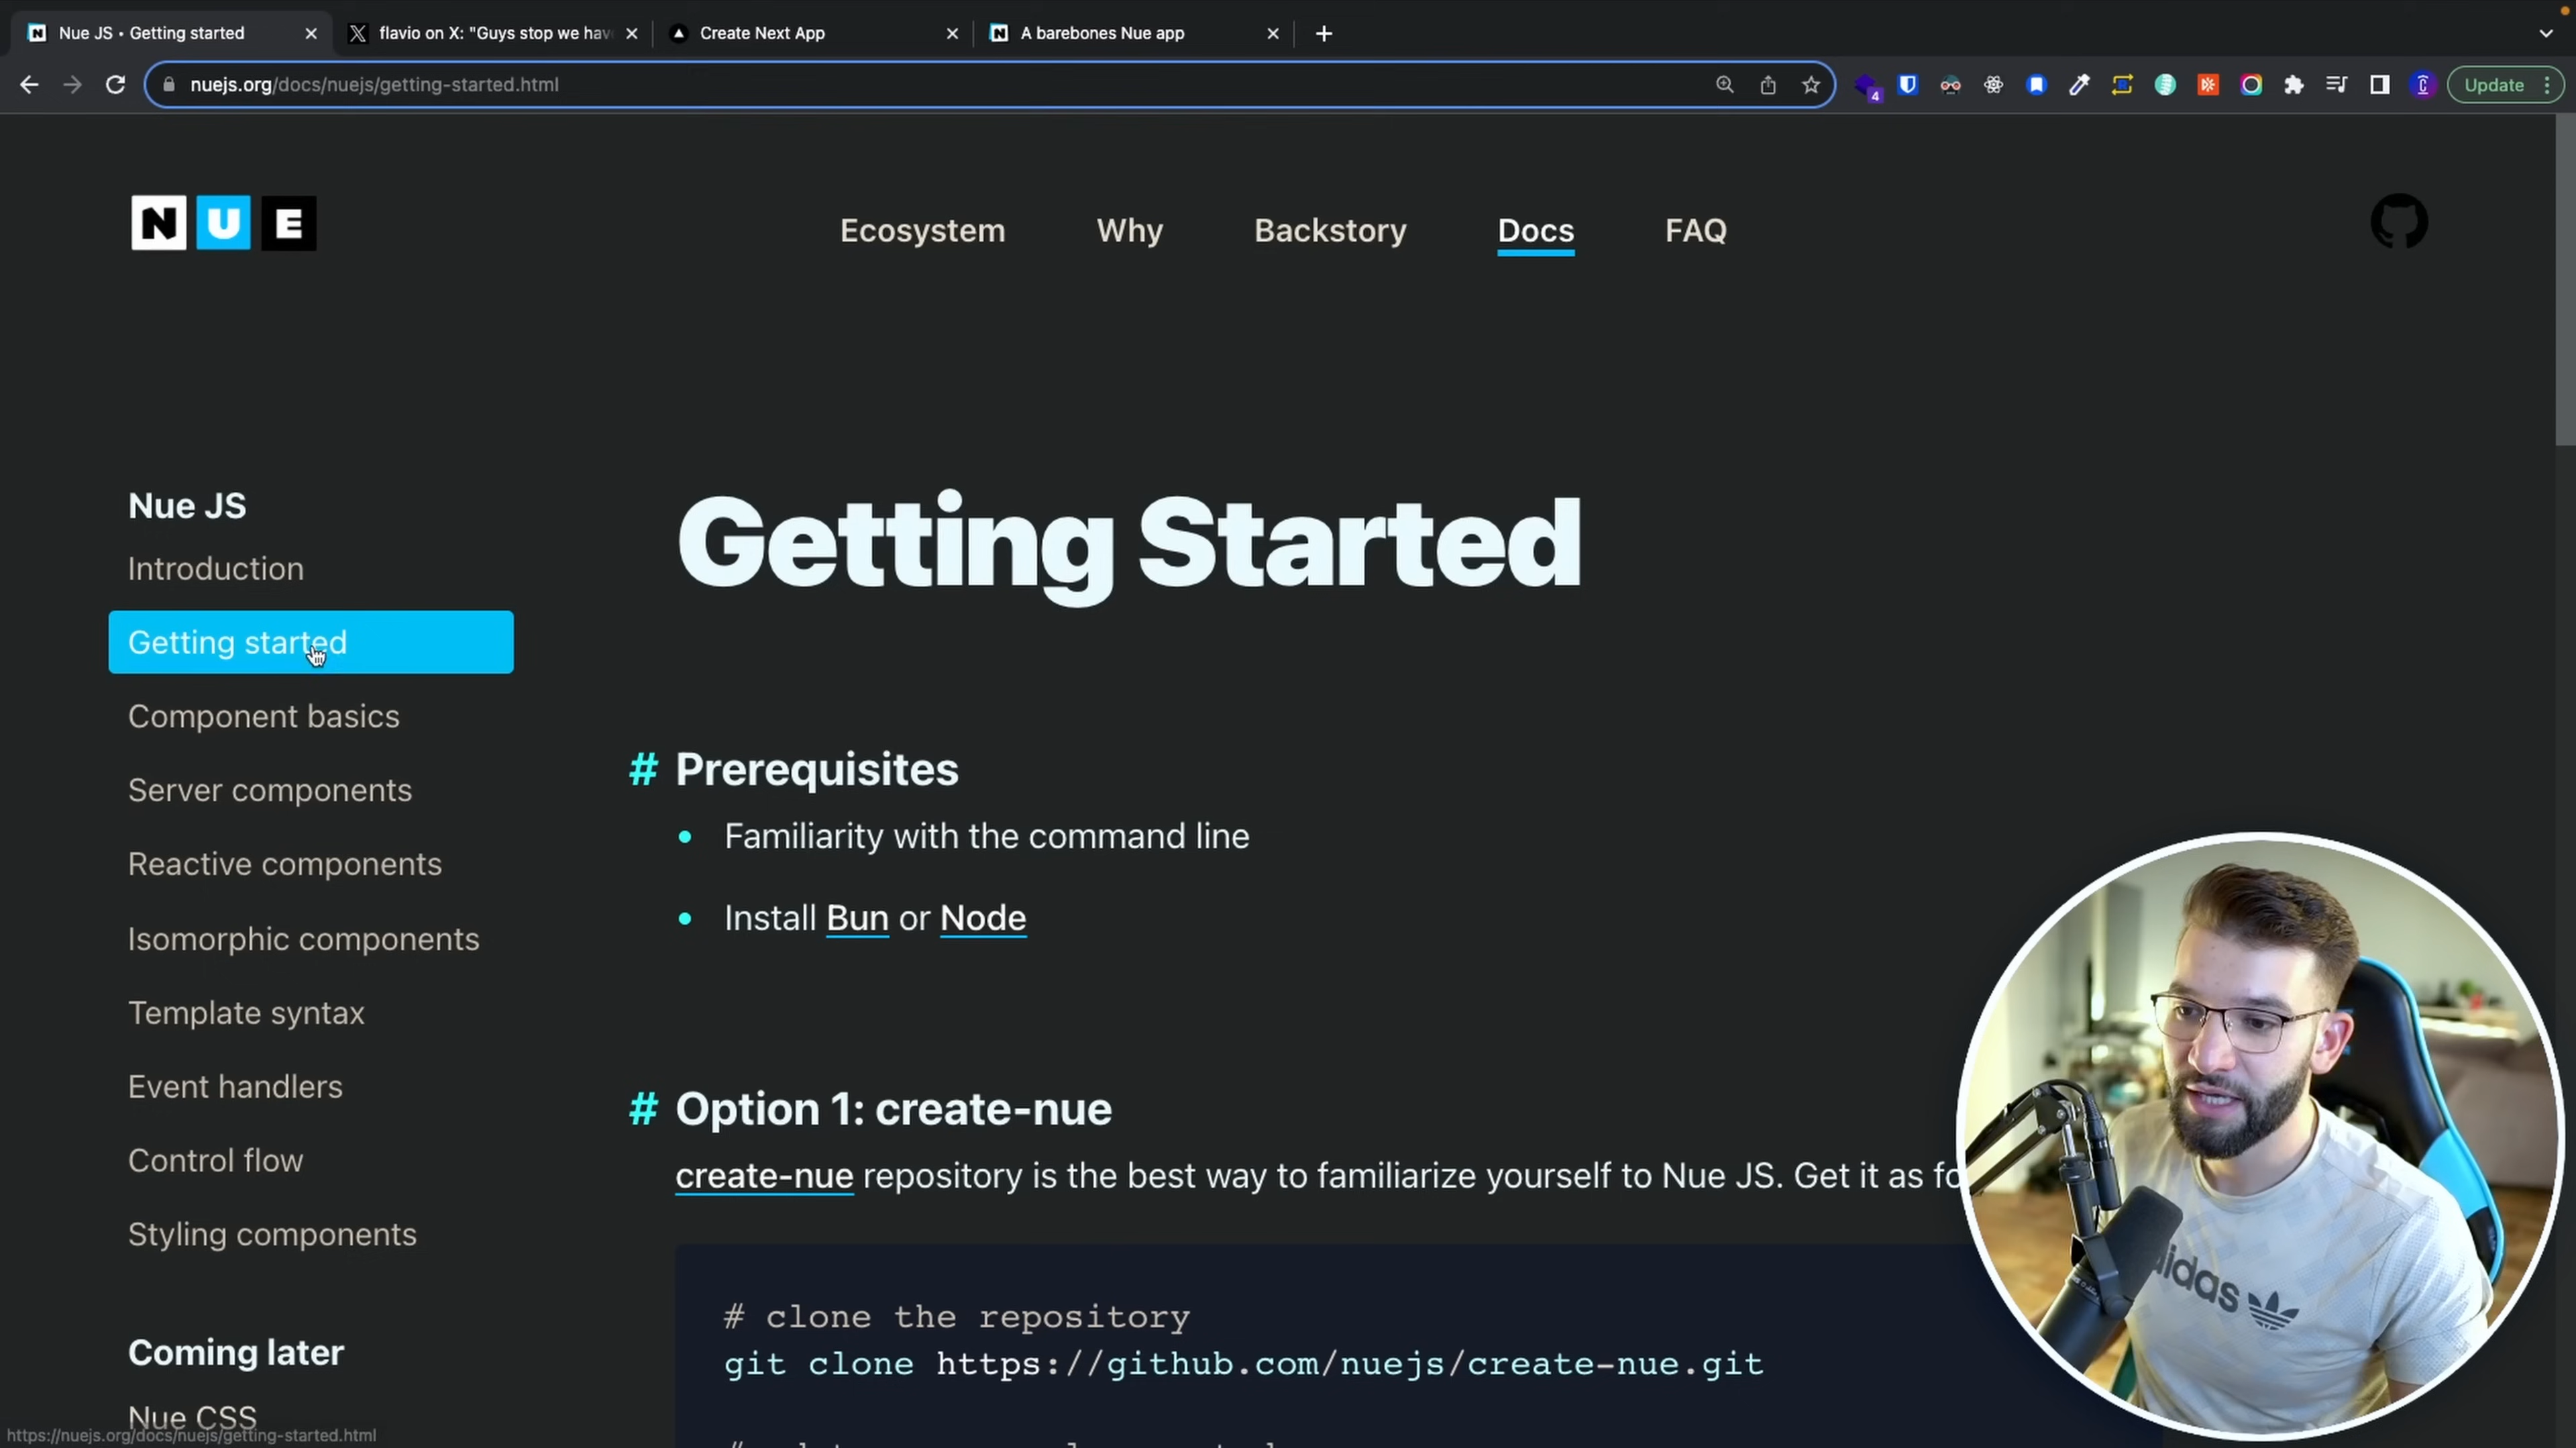 Nue JS • Getting started
flavio on X: "Guys stop we hav
Create Next App
A barebones Nue app
nuejs.org/docs/nuejs/getting-started.html
4
Update
NUE
Ecosystem
Why
Backstory
Docs
FAQ
Nue JS
Introduction
Getting started
Component basics
Server components
Reactive components
Isomorphic components
Template syntax
Event handlers
Control flow
Styling components
Coming later
Nue CSS
https://nuejs.org/docs/nuejs/getting-started.html
Getting Started
# Prerequisites
• Familiarity with the command line
• Install Bun or Node
# Option 1: create-nue
create-nue repository is the best way to familiarize yourself to Nue JS. Get it as fo
# clone the repository
git clone https://github.com/nuejs/create-nue.git
adidas